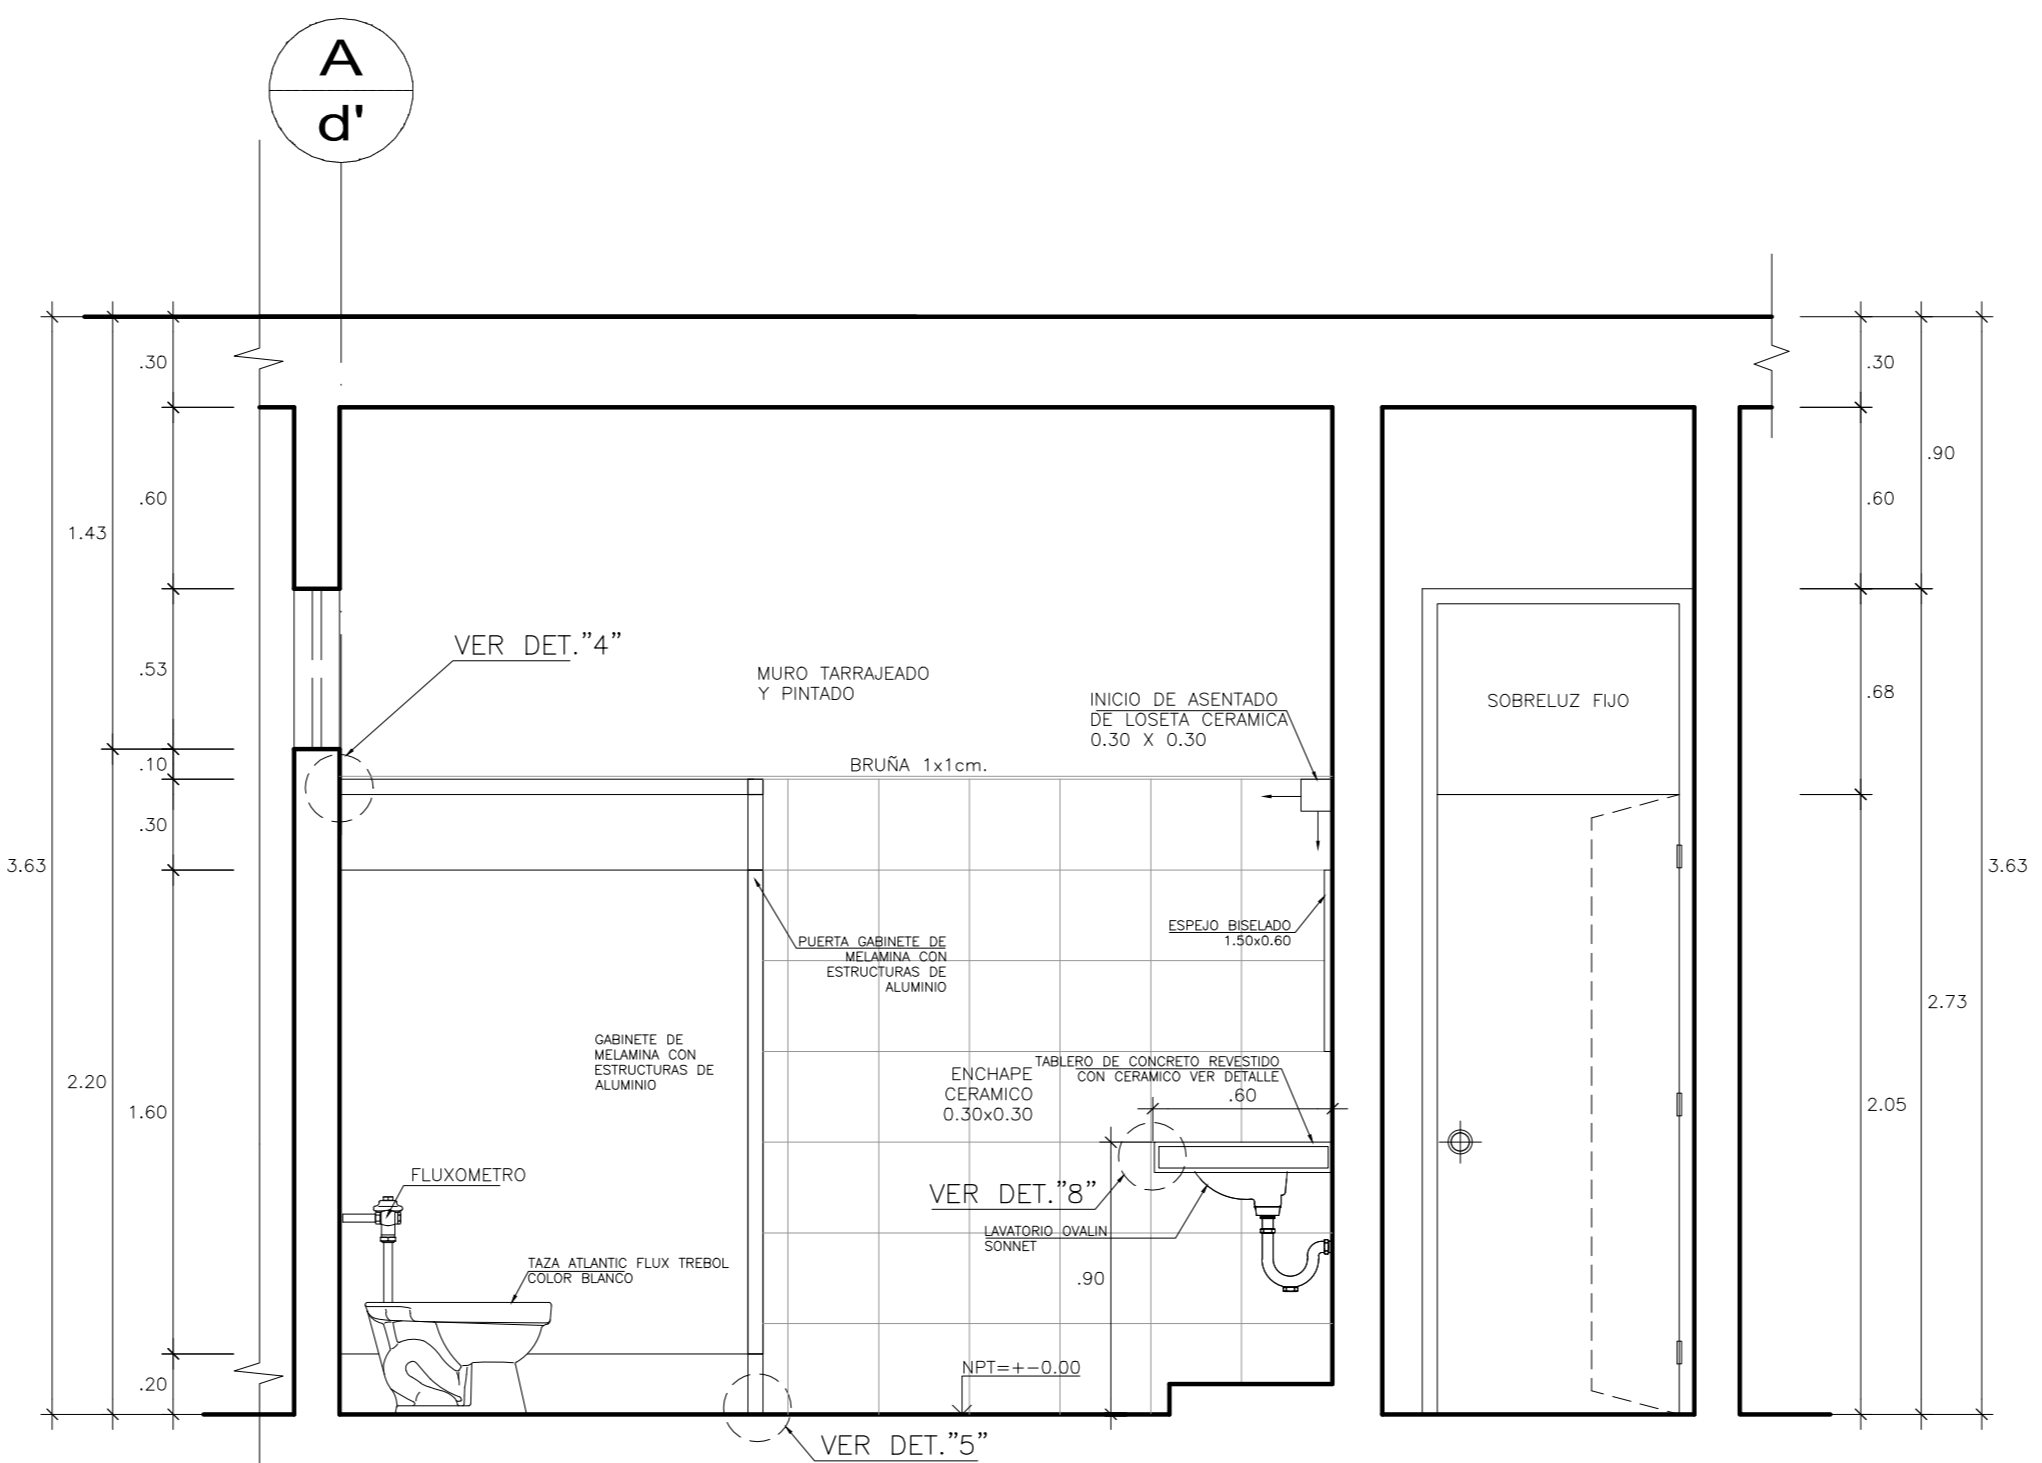 A
d'
.30
.30
.90
.60
.60
1.43
VER DET."4"
.53
MURO TARRAJEADO
Y PINTADO
INICIO DE ASENTADO
DE LOSETA CERAMICA
0.30 X 0.30
SOBRELUZ FIJO
.68
.10
BRUÑA 1x1cm.
.30
3.63
3.63
ESPEJO BISELADO
1.50x0.60
PUERTA GABINETE DE
MELAMINA CON
ESTRUCTURAS DE
ALUMINIO
2.73
GABINETE DE
MELAMINA CON
ESTRUCTURAS DE
ALUMINIO
2.20
1.60
ENCHAPE
CERAMICO
0.30x0.30
TABLERO DE CONCRETO REVESTIDO
CON CERAMICO VER DETALLE
.60
2.05
FLUXOMETRO
VER DET."8"
LAVATORIO OVALIN
SONNET
TAZA ATLANTIC FLUX TREBOL
COLOR BLANCO
.90
NPT=+-0.00
.20
VER DET."5"